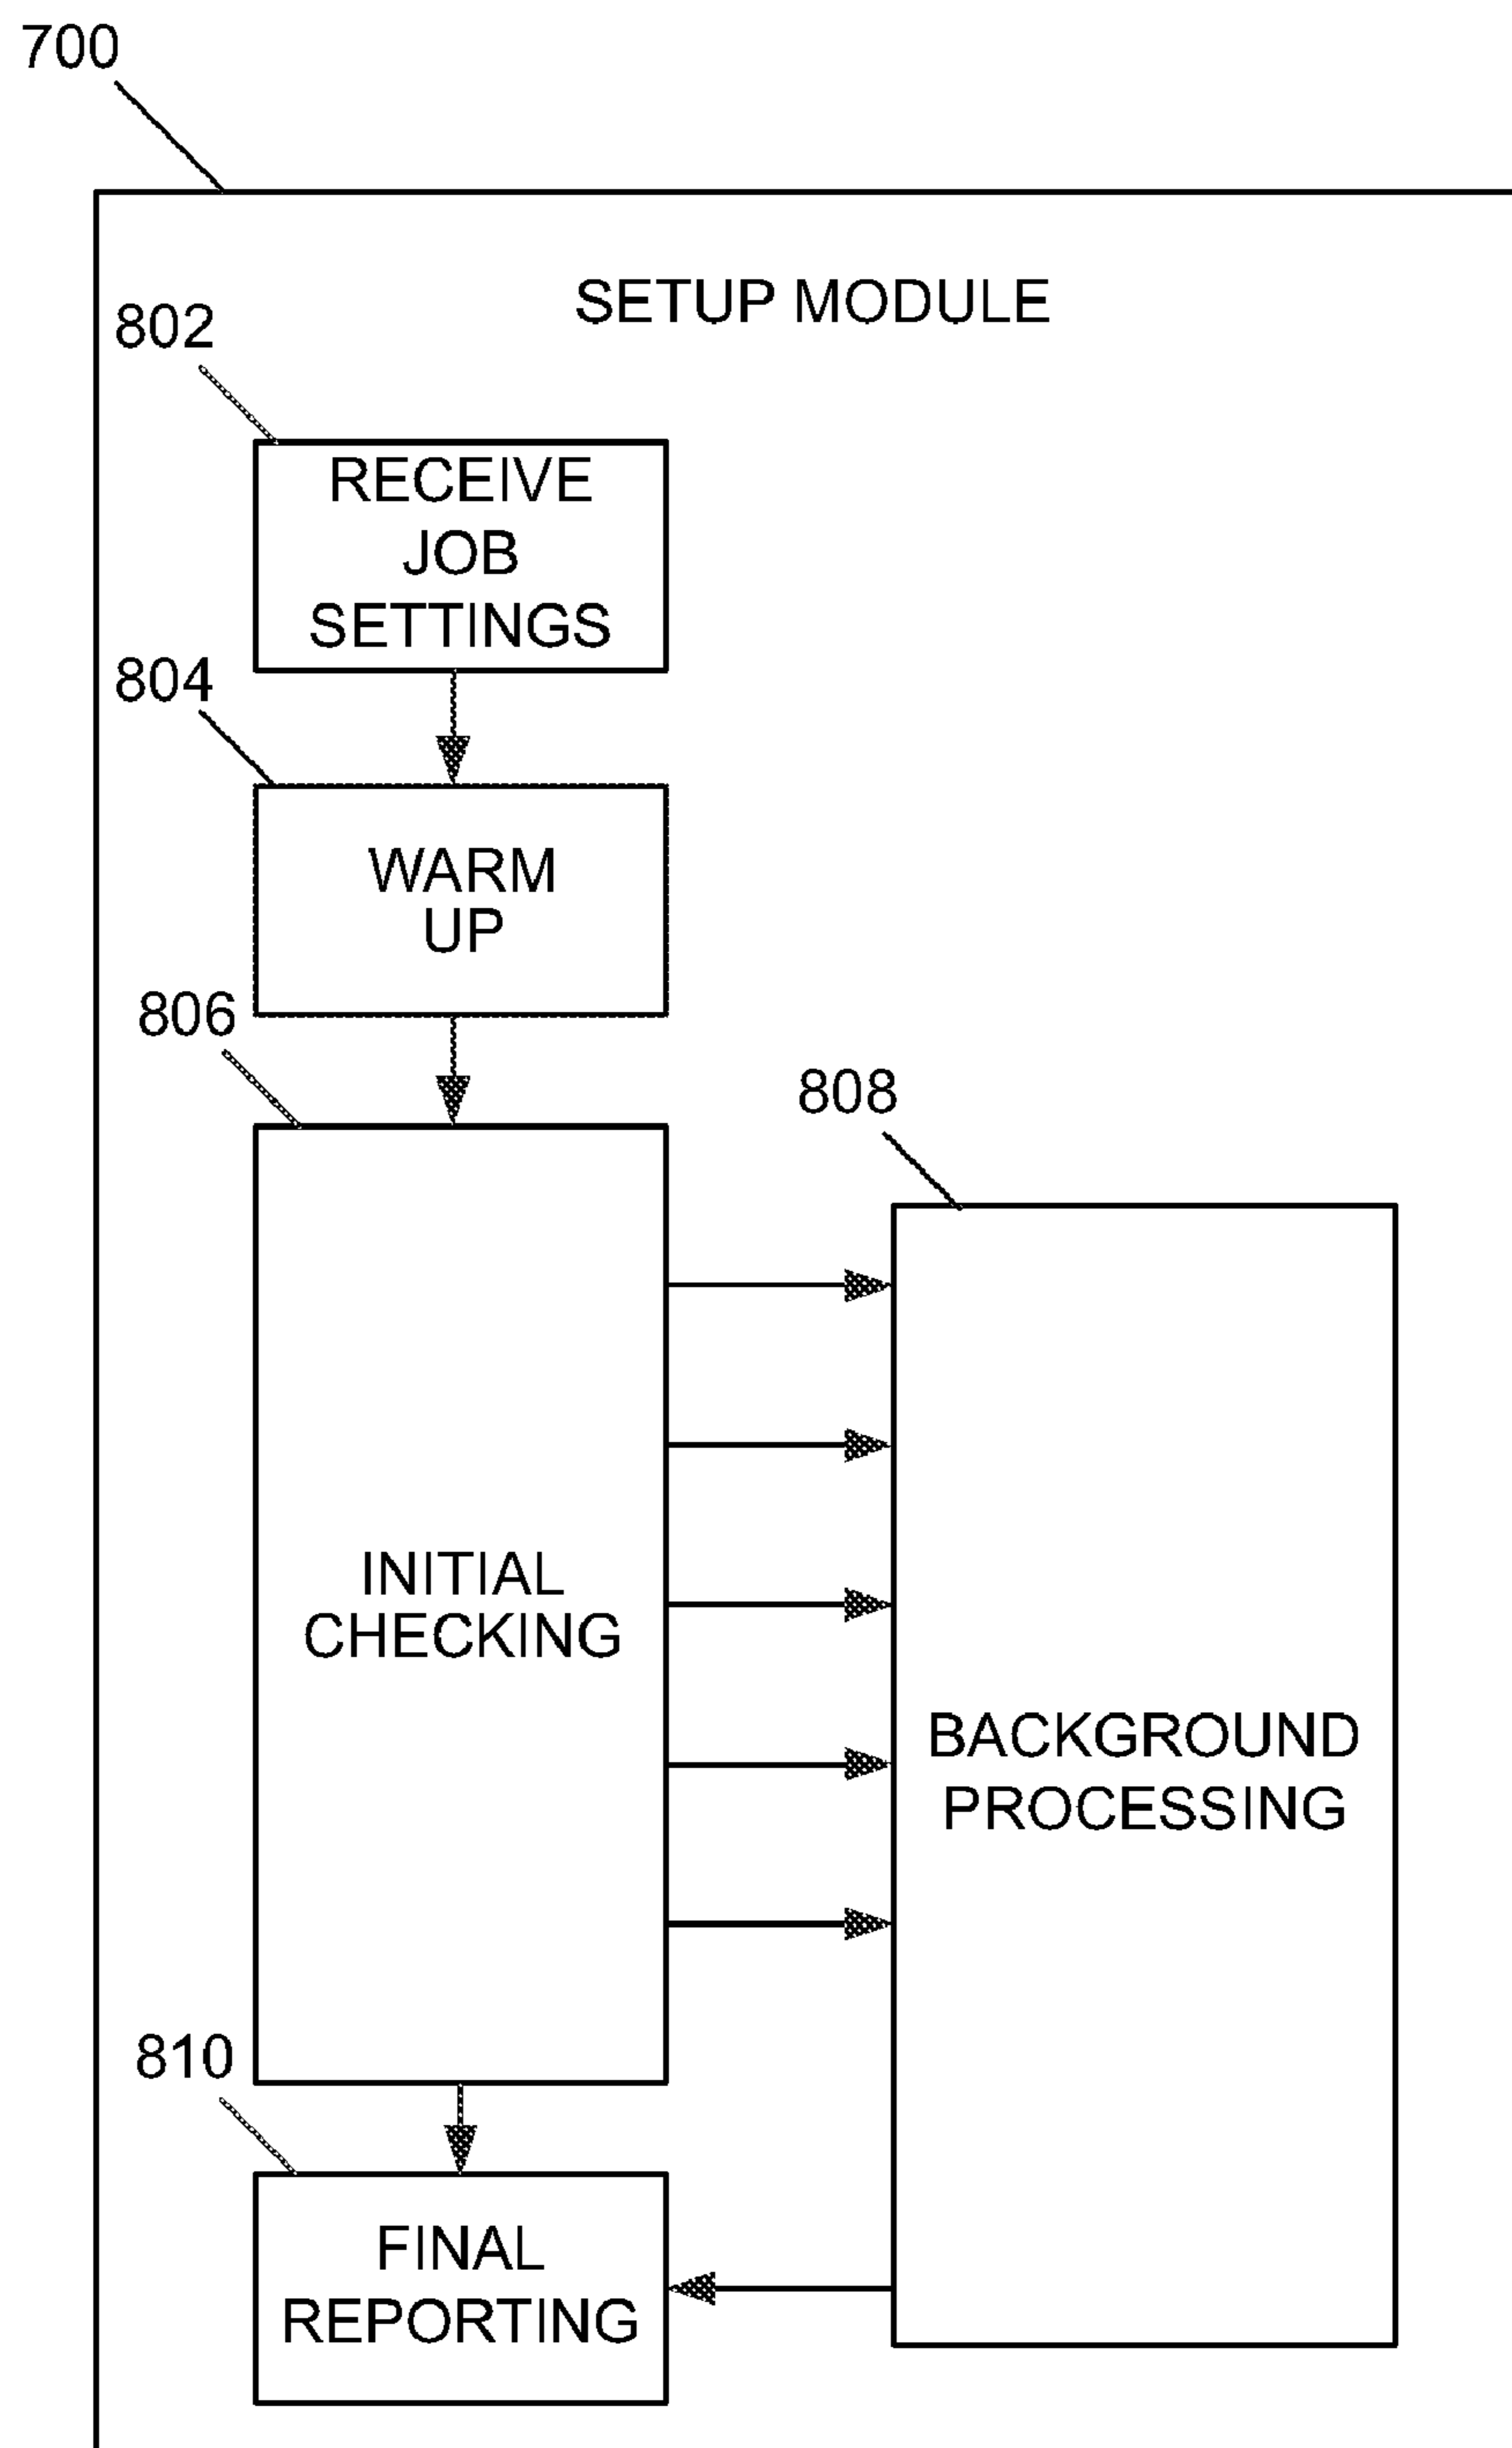 700
SETUP MODULE
802
RECEIVE
JOB
SETTINGS
804
WARM
UP
806
INITIAL
CHECKING
808
BACKGROUND
PROCESSING
810
FINAL
REPORTING